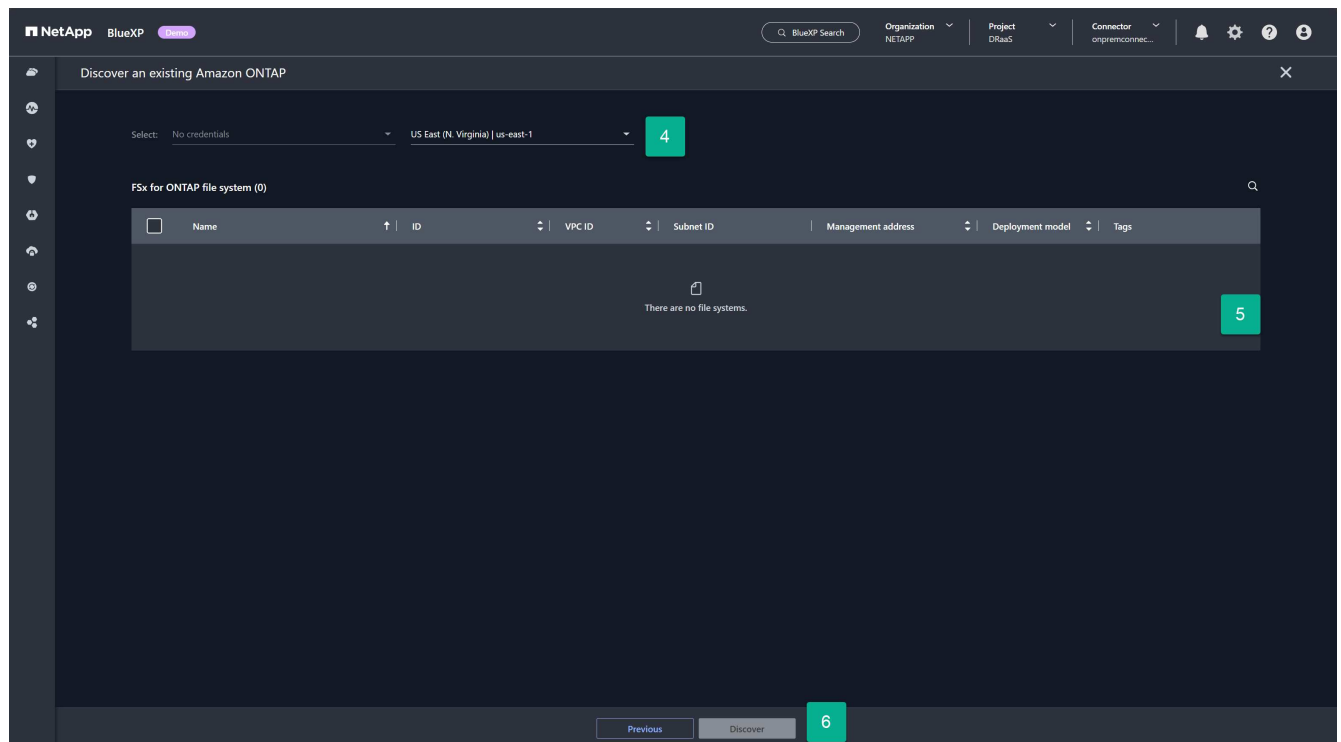 NetApp BlueXP Demo
BlueXP Search
Organization
NETAPP
Project
DRaaS
Connector
onpremconnec...
Discover an existing Amazon ONTAP
Select: No credentials
US East (N. Virginia) | us-east-1
4
FSx for ONTAP file system (0)
Name ID VPC ID Subnet ID Management address Deployment model Tags
There are no file systems.
5
Previous Discover
6